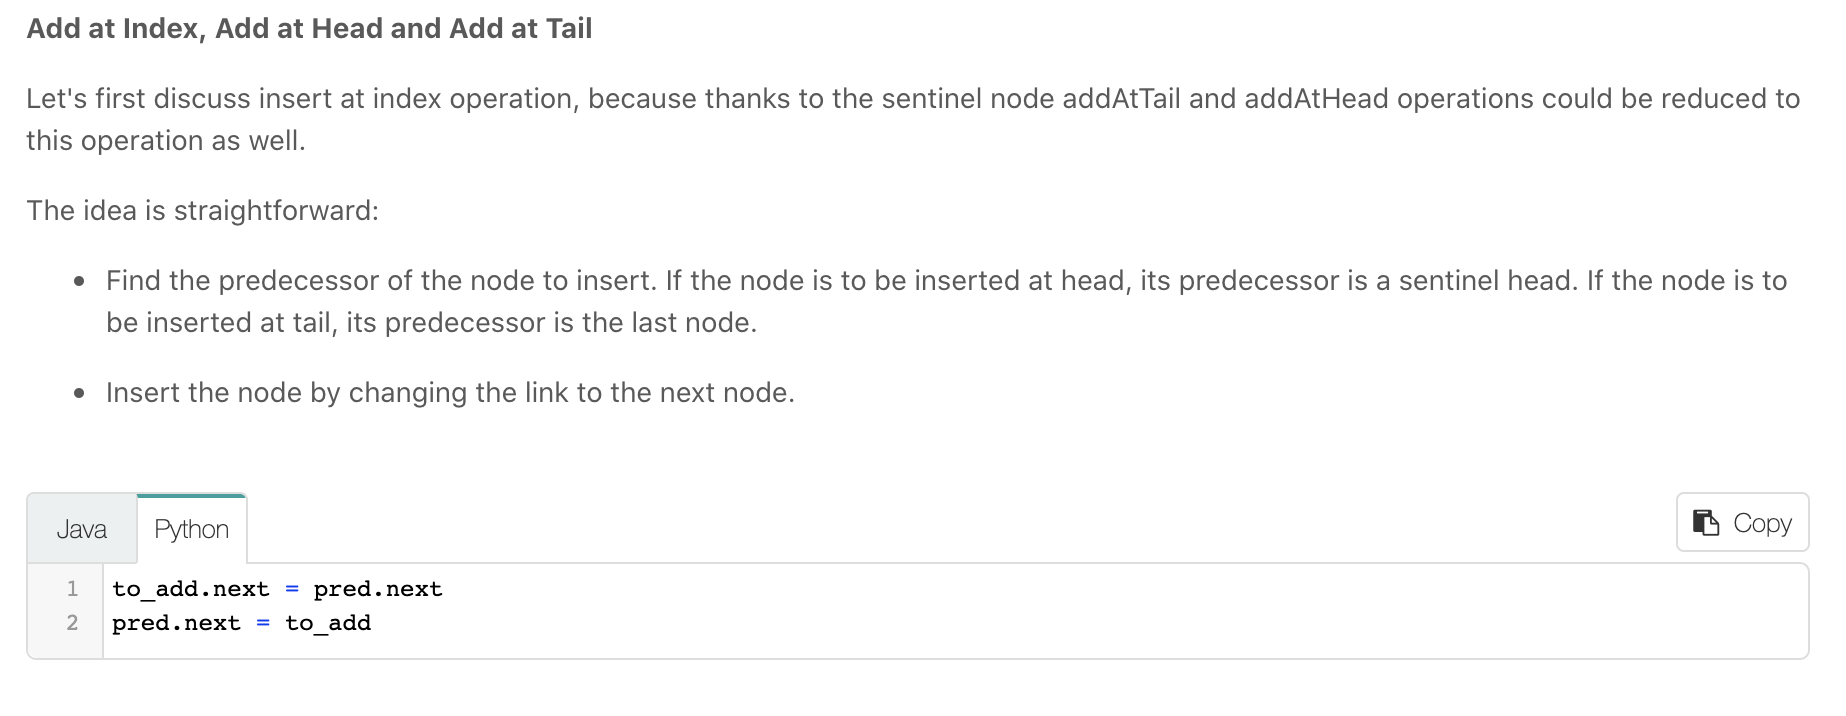 Add at Index, Add at Head and Add at Tail
Let's first discuss insert at index operation, because thanks to the sentinel node addAtTail and addAtHead operations could be reduced to
this operation as well.
The idea is straightforward:
• Find the predecessor of the node to insert. If the node is to be inserted at head, its predecessor is a sentinel head. If the node is to
be inserted at tail, its predecessor is the last node.
• Insert the node by changing the link to the next node.
Java Python Copy
1 to_add.next = pred.next
2 pred.next = to_add